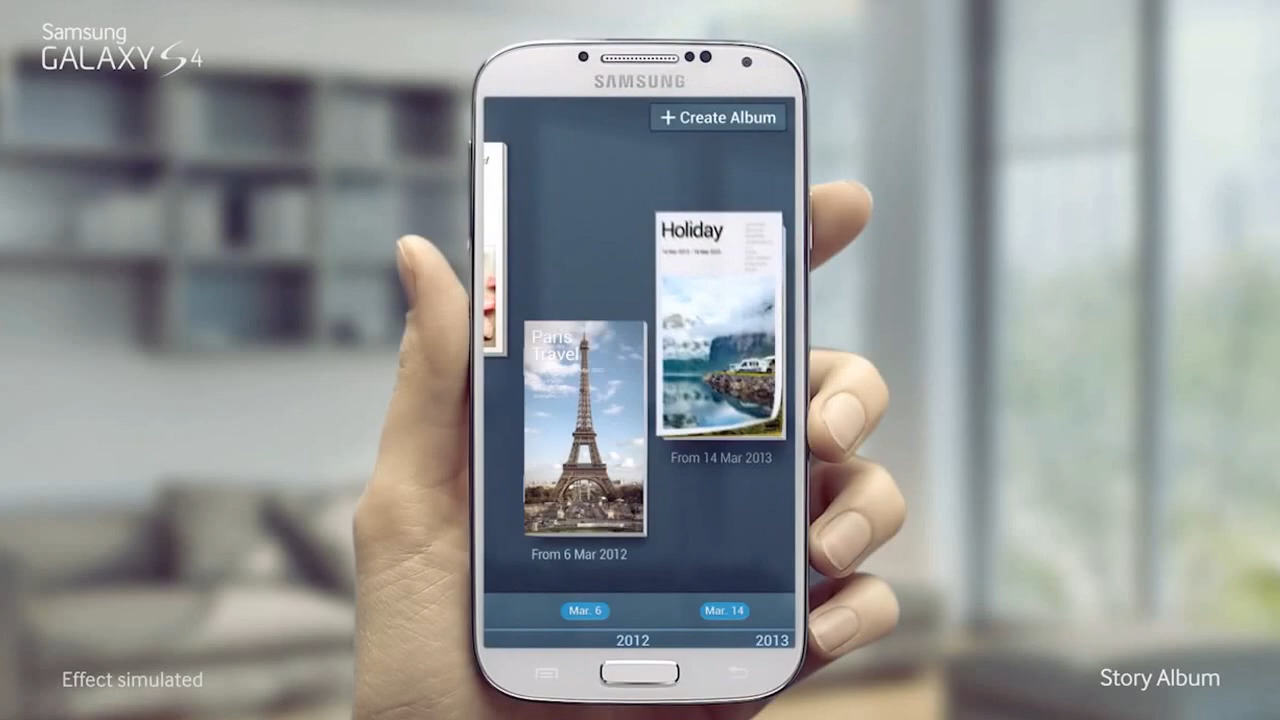 Samsung
GALAXY S4
SAMSUNG
+ Create Album
Holiday
Paris
Travel
From 14 Mar 2013
From 6 Mar 2012
Mar. 6
Mar. 14
2012
2013
Effect simulated
Story Album